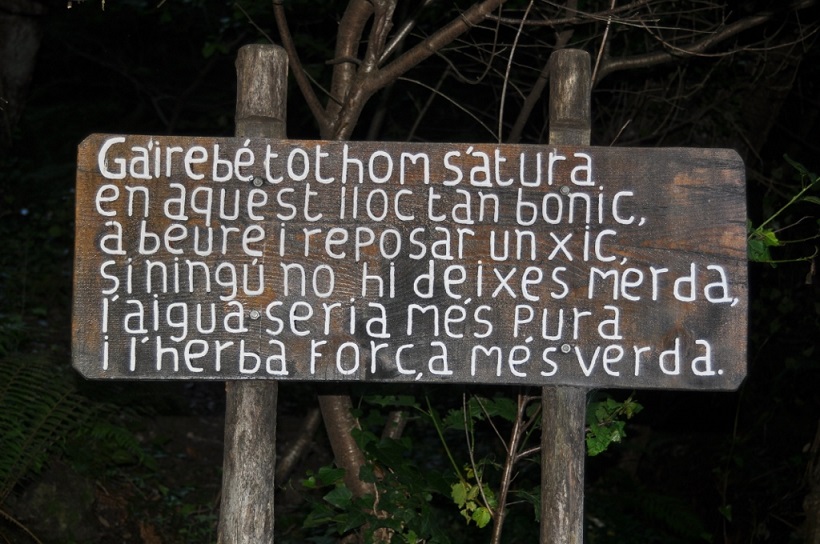 Gairebé tothom s'atura
en aquest lloc tan bonic,
a beure i reposar un xic,
si ningú no hi deixes merda,
l'aigua seria més pura
i l'herba força més verda.